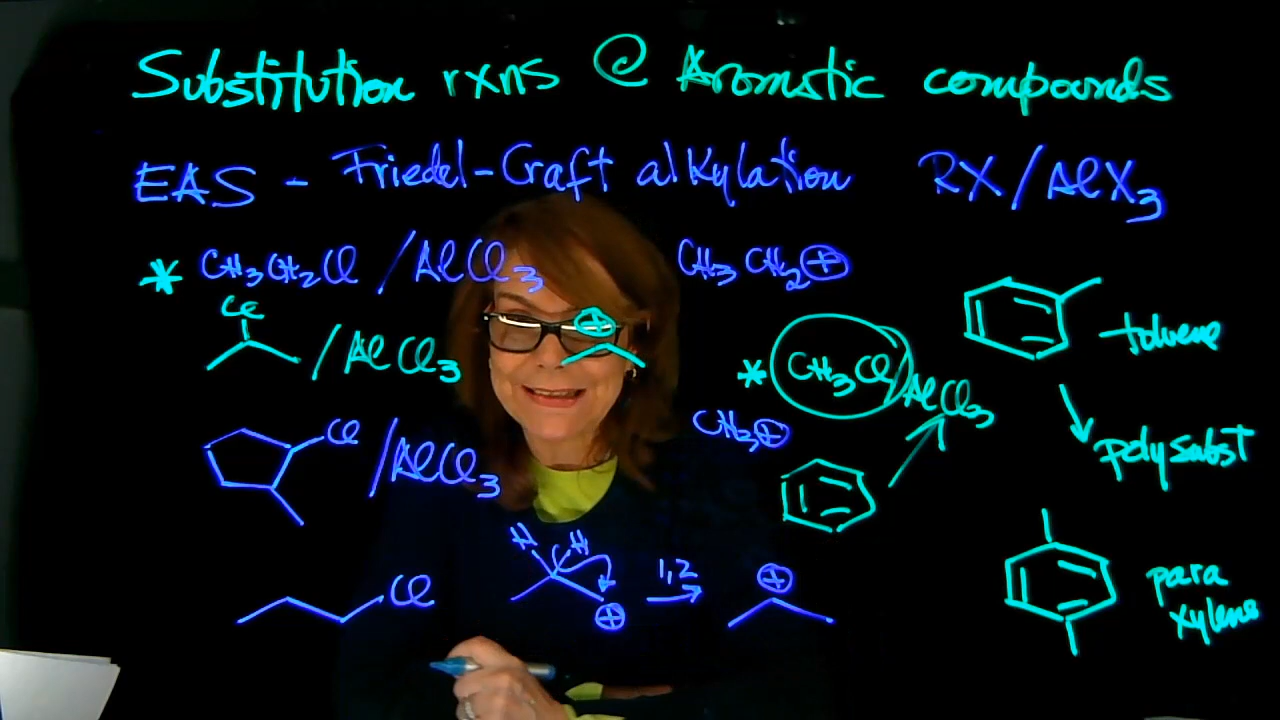 Substitution rxns @ Aromatic compounds
EAS - Friedel-Craft alkylation RX/AlX3
* CH3CH2Cl /AlCl3 CH3CH2⊕
Cl
/AlCl3 ⊕
* CH3Cl/AlCl3
toluene
Cl /AlCl3
CH3⊕
polysubst
H H
Cl
⊕
1,2
⊕
para
xylene